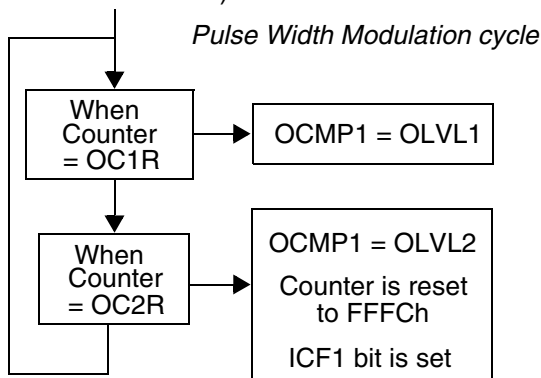 Pulse Width Modulation cycle
When
Counter
= OC1R
OCMP1 = OLVL1
When
Counter
= OC2R
OCMP1 = OLVL2
Counter is reset
to FFFCh
ICF1 bit is set